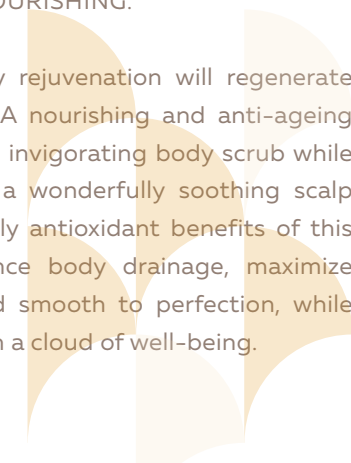 OURISHING.
y rejuvenation will regenerate
A nourishing and anti-ageing
invigorating body scrub while
a wonderfully soothing scalp
ly antioxidant benefits of this
nce body drainage, maximize
d smooth to perfection, while
n a cloud of well-being.